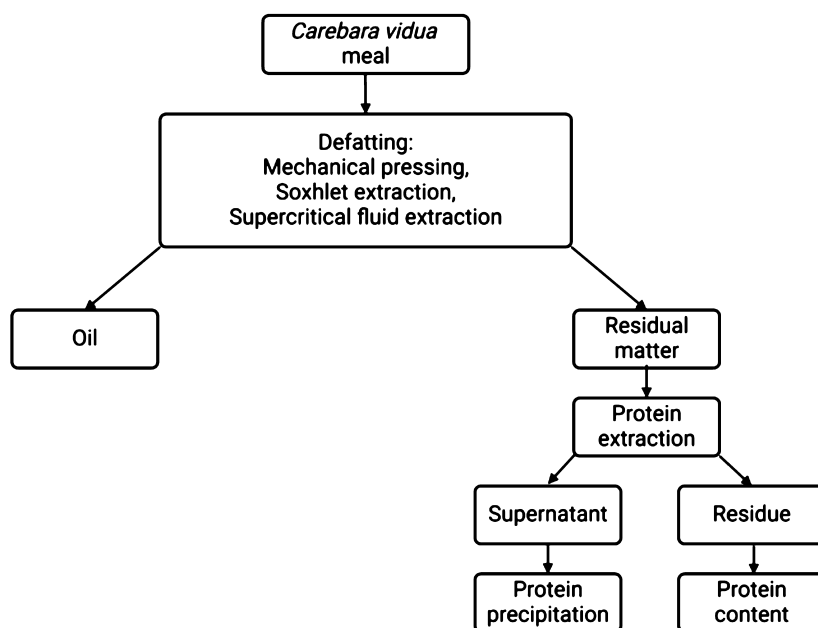 Carebara vidua
meal
Defatting:
Mechanical pressing,
Soxhlet extraction,
Supercritical fluid extraction
Oil
Residual
matter
Protein
extraction
Supernatant
Residue
Protein
precipitation
Protein
content